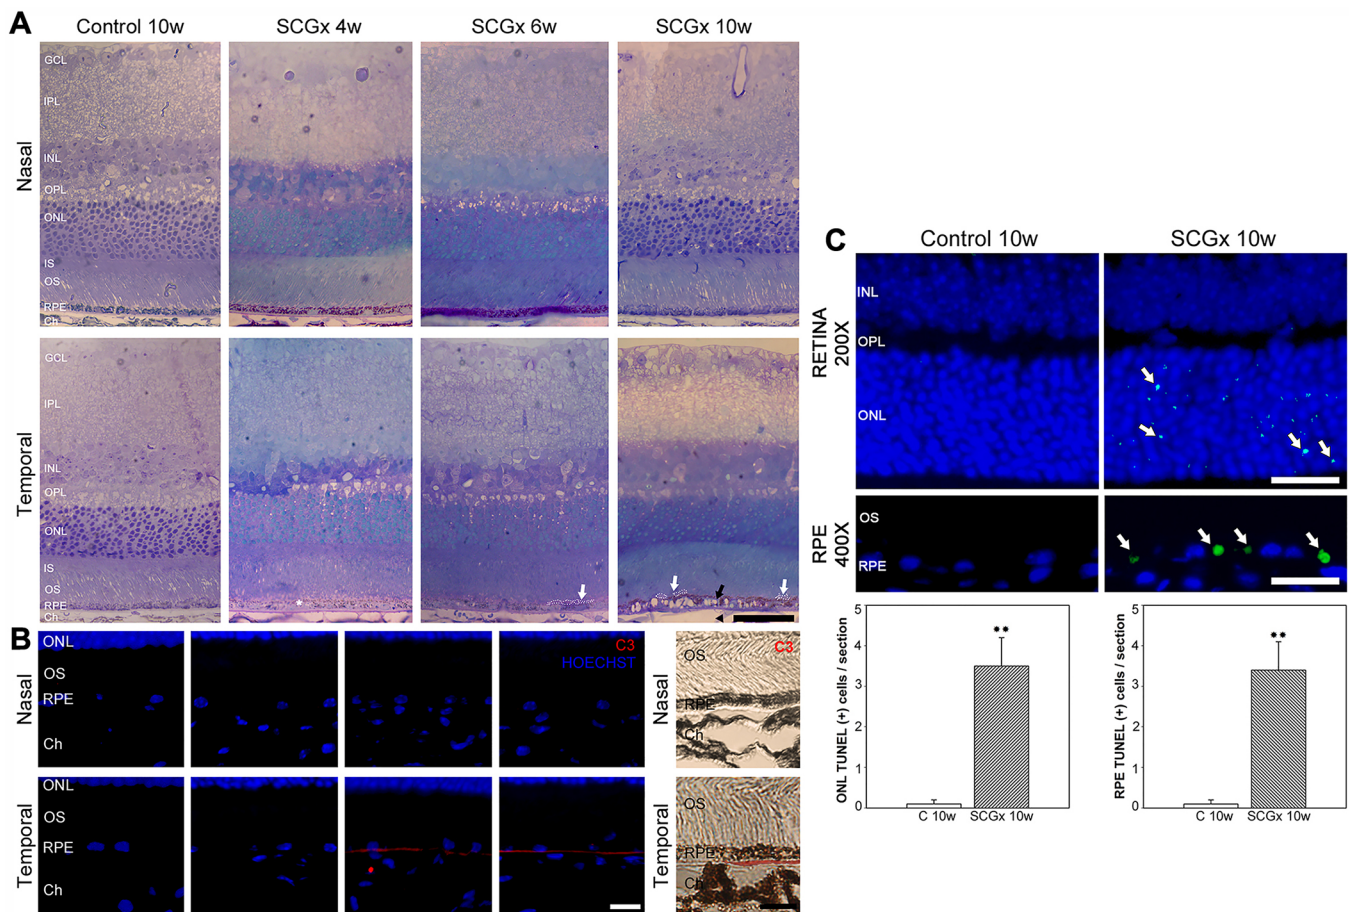 A
Control 10w
SCGx 4w
SCGx 6w
SCGx 10w
Nasal
GCL
IPL
INL
OPL
ONL
IS
OS
RPE
Ch
Temporal
GCL
IPL
INL
OPL
ONL
IS
OS
RPE
Ch
*
B
Nasal
ONL
OS
RPE
Ch
C3
HOECHST
Temporal
ONL
OS
RPE
Ch
Nasal
C3
OS
RPE
Ch
Temporal
OS
RPE
Ch
C
Control 10w
SCGx 10w
RETINA
200X
INL
OPL
ONL
RPE
400X
OS
RPE
ONL TUNEL (+) cells / section
5
4
3
2
1
0
**
C 10w
SCGx 10w
RPE TUNEL (+) cells / section
5
4
3
2
1
0
**
C 10w
SCGx 10w